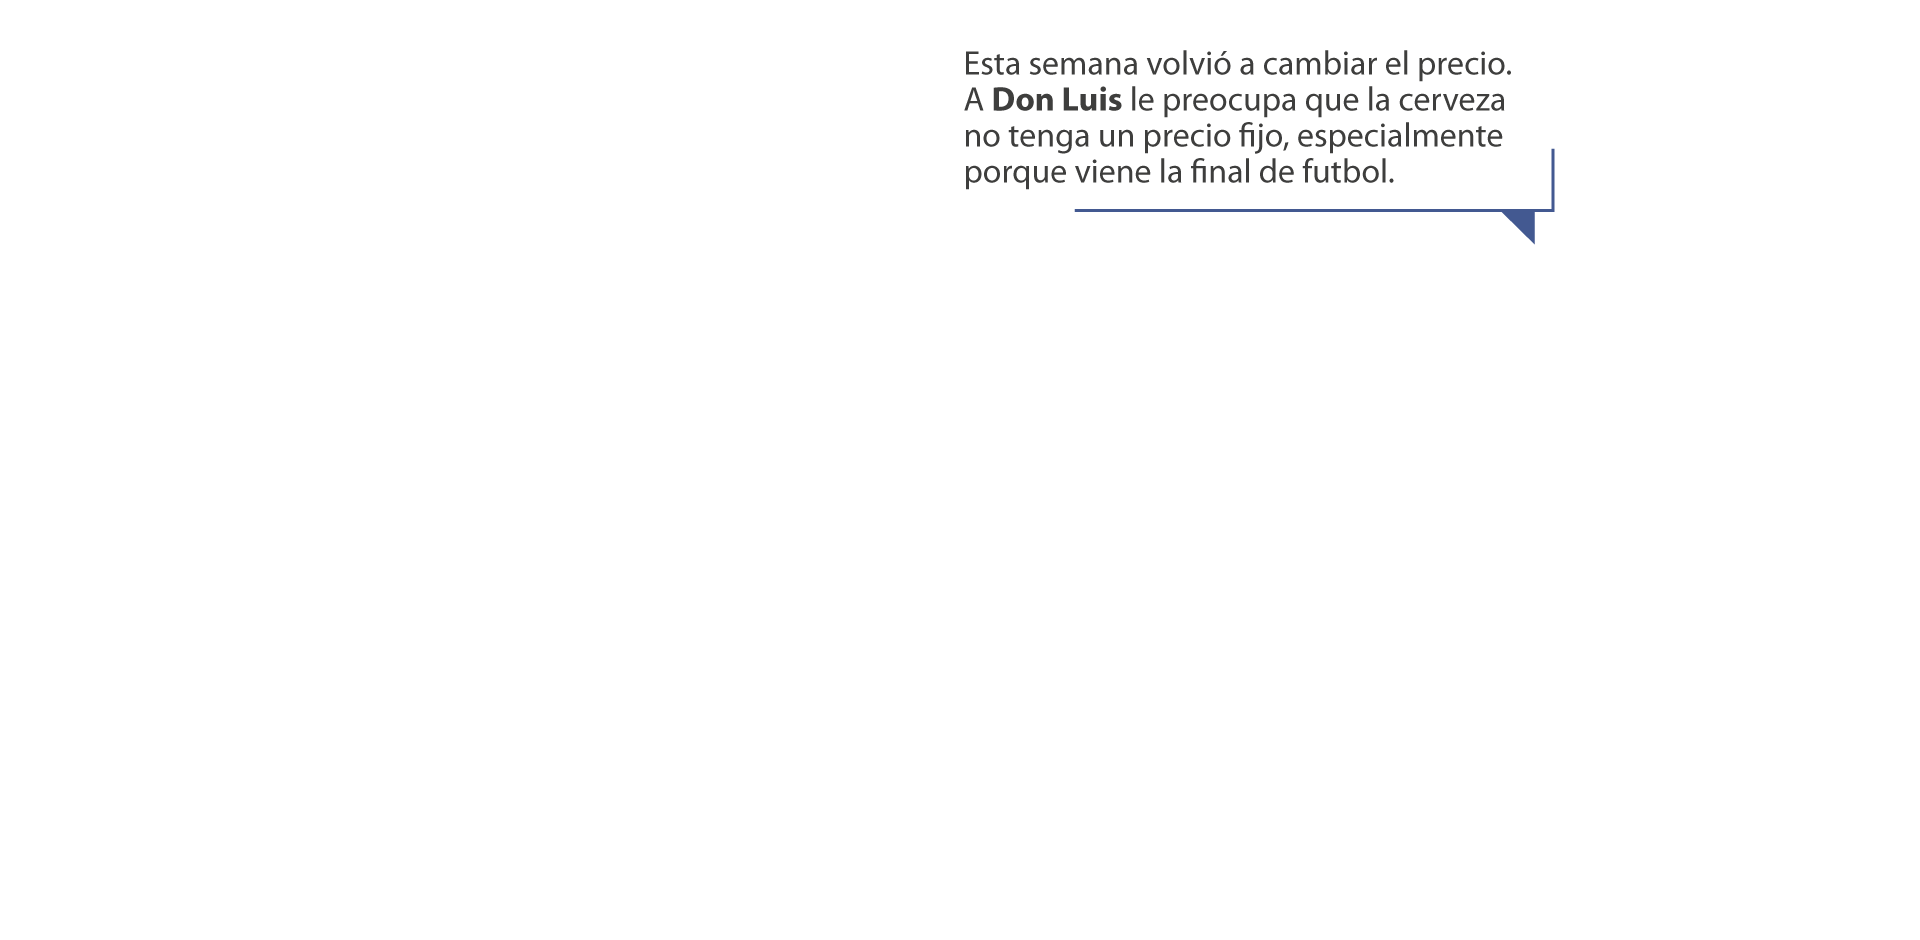 Esta semana volvió a cambiar el precio.
A Don Luis le preocupa que la cerveza
no tenga un precio fijo, especialmente
porque viene la final de futbol.